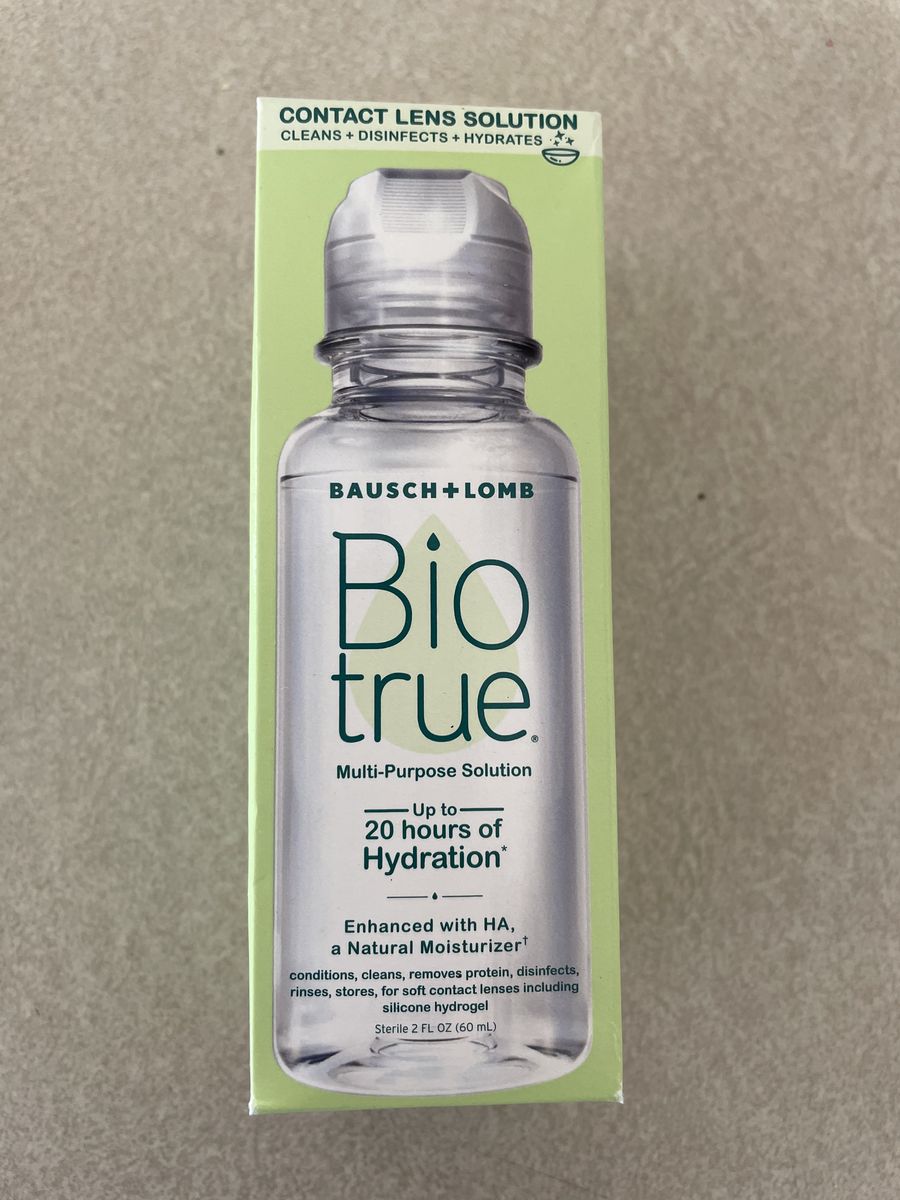 CONTACT LENS SOLUTION
CLEANS + DISINFECTS + HYDRATES
BAUSCH+LOMB
Bio
true®
Multi-Purpose Solution
Up to
20 hours of
Hydration*
Enhanced with HA,
a Natural Moisturizer†
conditions, cleans, removes protein, disinfects,
rinses, stores, for soft contact lenses including
silicone hydrogel
Sterile 2 FL OZ (60 mL)